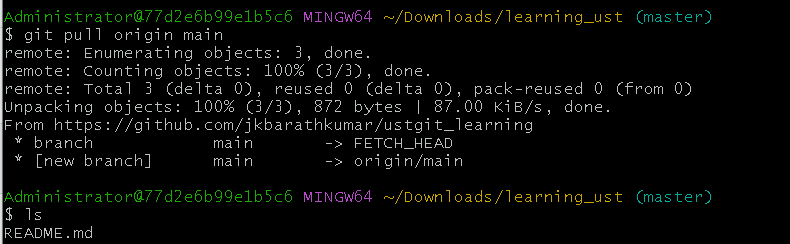 Administrator@77d2e6b99e1b5c6 MINGW64 ~/Downloads/learning_ust (master)
$ git pull origin main
remote: Enumerating objects: 3, done.
remote: Counting objects: 100% (3/3), done.
remote: Total 3 (delta 0), reused 0 (delta 0), pack-reused 0 (from 0)
Unpacking objects: 100% (3/3), 872 bytes | 87.00 KiB/s, done.
From https://github.com/jkbarathkumar/ustgit_learning
 * branch            main       -> FETCH_HEAD
 * [new branch]      main       -> origin/main
Administrator@77d2e6b99e1b5c6 MINGW64 ~/Downloads/learning_ust (master)
$ ls
README.md